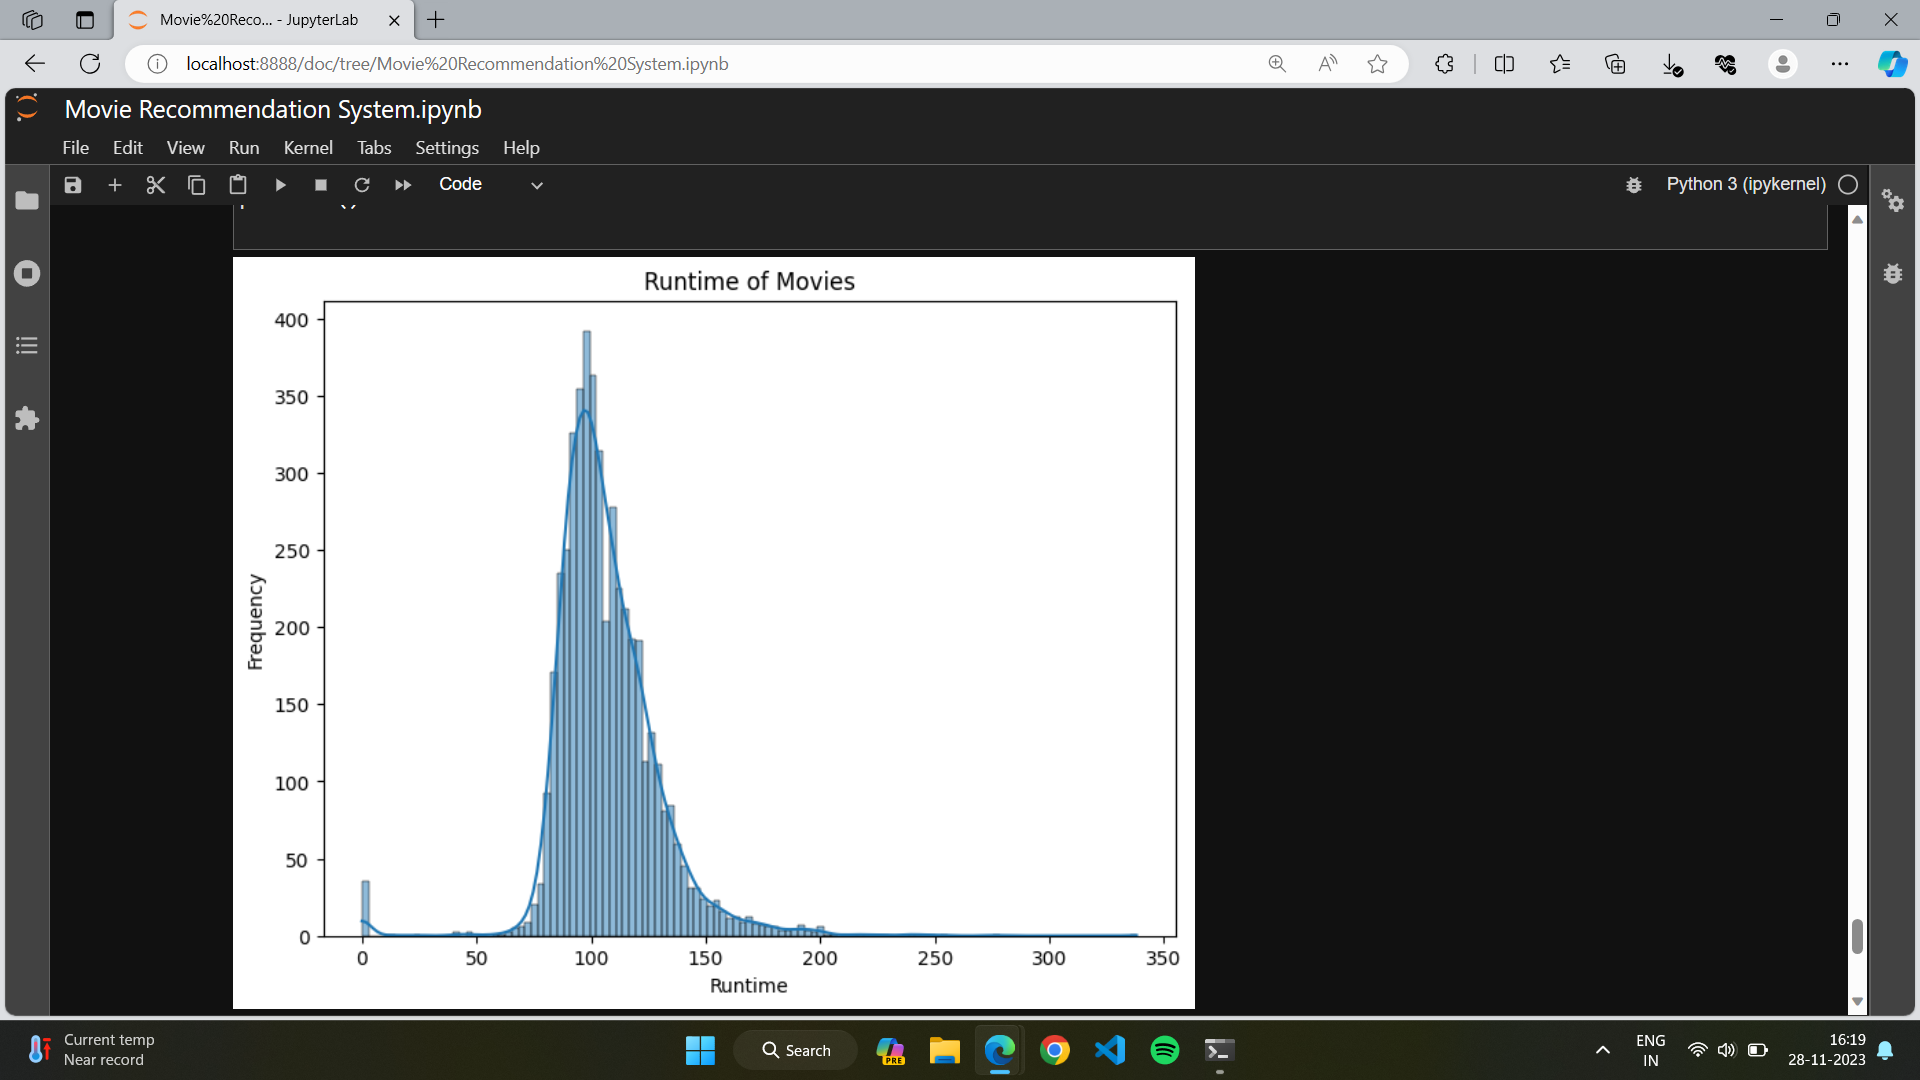 Movie%20Reco... - JupyterLab
localhost:8888/doc/tree/Movie%20Recommendation%20System.ipynb
Movie Recommendation System.ipynb
File Edit View Run Kernel Tabs Settings Help
Code
Python 3 (ipykernel)
Runtime of Movies
400
350
300
250
200
150
100
50
0
Frequency
0 50 100 150 200 250 300 350
Runtime
Current temp
Near record
Search
PRE
ENG
IN
16:19
28-11-2023